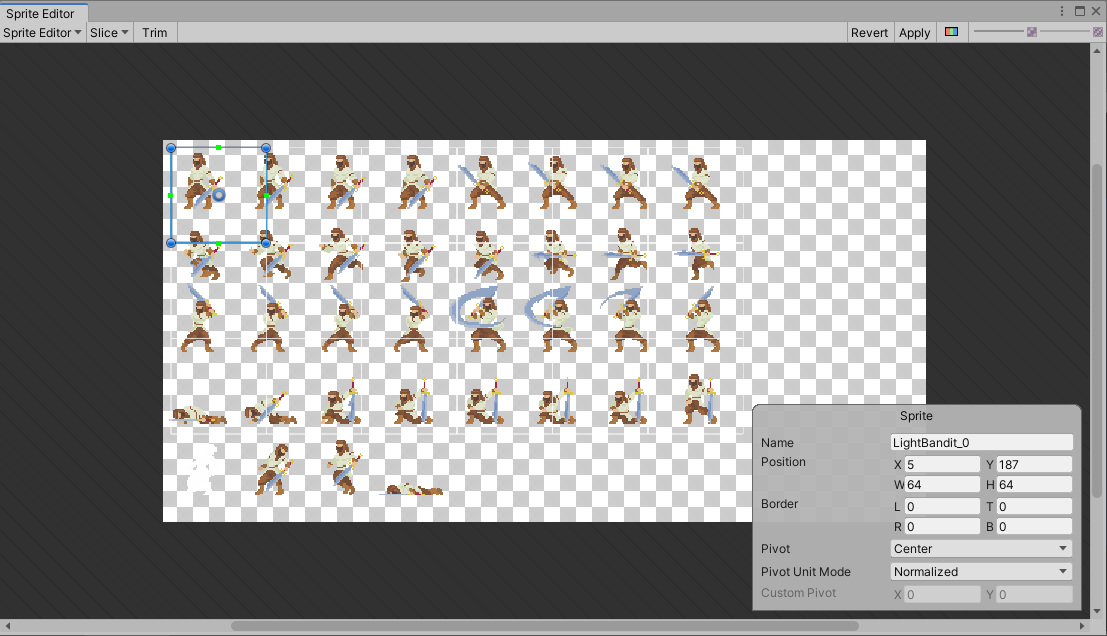 Sprite Editor
Sprite Editor Slice Trim Revert Apply
Sprite
Name LightBandit_0
Position X 5 Y 187
W 64 H 64
Border L 0 T 0
R 0 B 0
Pivot Center
Pivot Unit Mode Normalized
Custom Pivot X 0 Y 0